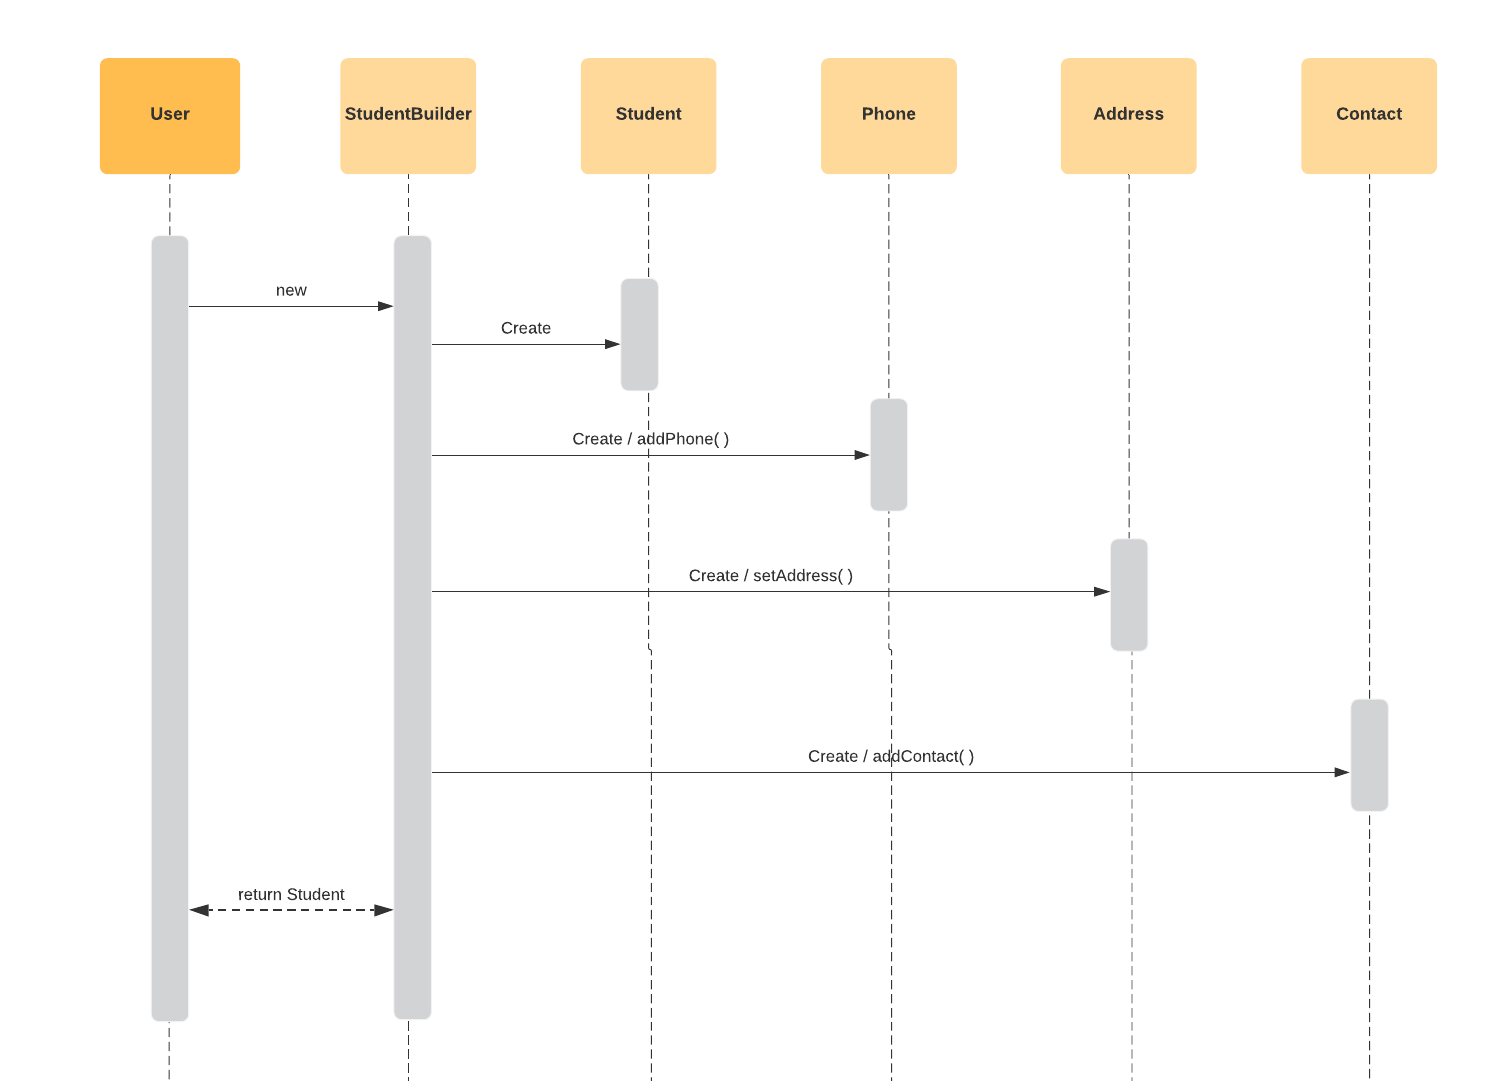 User
StudentBuilder
Student
Phone
Address
Contact
new
Create
Create / addPhone( )
Create / setAddress( )
Create / addContact( )
return Student